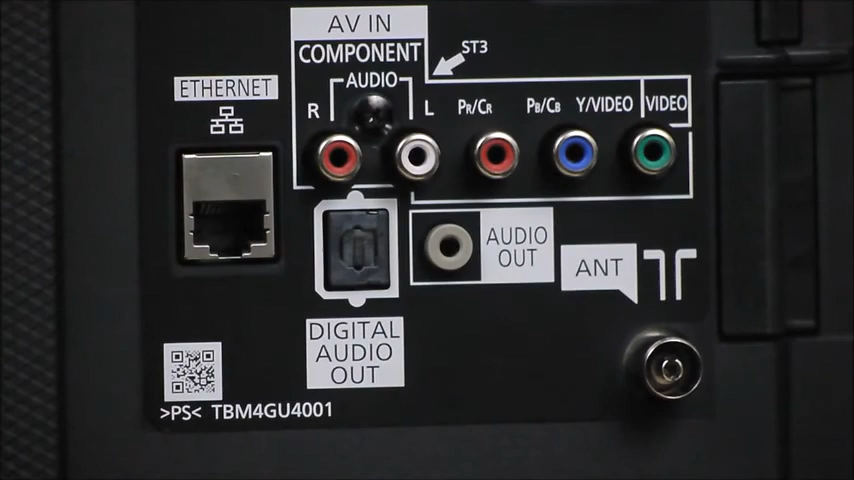 AV IN
COMPONENT
ST3
AUDIO
ETHERNET
R
L
PR/CR
PB/CB
Y/VIDEO
VIDEO
AUDIO
OUT
ANT
DIGITAL
AUDIO
OUT
>PS< TBM4GU4001